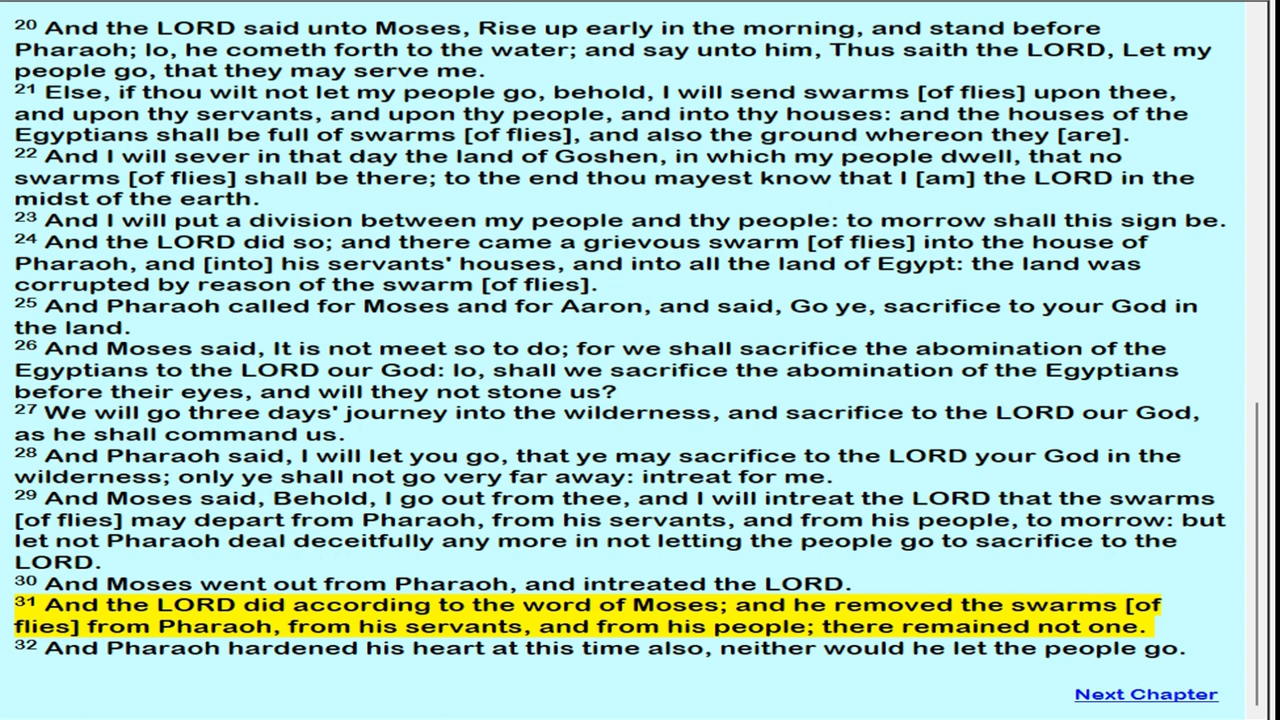 20 And the LORD said unto Moses, Rise up early in the morning, and stand before
Pharaoh; lo, he cometh forth to the water; and say unto him, Thus saith the LORD, Let my
people go, that they may serve me.
21 Else, if thou wilt not let my people go, behold, I will send swarms [of flies] upon thee,
and upon thy servants, and upon thy people, and into thy houses: and the houses of the
Egyptians shall be full of swarms [of flies], and also the ground whereon they [are].
22 And I will sever in that day the land of Goshen, in which my people dwell, that no
swarms [of flies] shall be there; to the end thou mayest know that I [am] the LORD in the
midst of the earth.
23 And I will put a division between my people and thy people: to morrow shall this sign be.
24 And the LORD did so; and there came a grievous swarm [of flies] into the house of
Pharaoh, and [into] his servants' houses, and into all the land of Egypt: the land was
corrupted by reason of the swarm [of flies].
25 And Pharaoh called for Moses and for Aaron, and said, Go ye, sacrifice to your God in
the land.
26 And Moses said, It is not meet so to do; for we shall sacrifice the abomination of the
Egyptians to the LORD our God: lo, shall we sacrifice the abomination of the Egyptians
before their eyes, and will they not stone us?
27 We will go three days' journey into the wilderness, and sacrifice to the LORD our God,
as he shall command us.
28 And Pharaoh said, I will let you go, that ye may sacrifice to the LORD your God in the
wilderness; only ye shall not go very far away: intreat for me.
29 And Moses said, Behold, I go out from thee, and I will intreat the LORD that the swarms
[of flies] may depart from Pharaoh, from his servants, and from his people, to morrow: but
let not Pharaoh deal deceitfully any more in not letting the people go to sacrifice to the
LORD.
30 And Moses went out from Pharaoh, and intreated the LORD.
31 And the LORD did according to the word of Moses; and he removed the swarms [of
flies] from Pharaoh, from his servants, and from his people; there remained not one.
32 And Pharaoh hardened his heart at this time also, neither would he let the people go.
Next Chapter